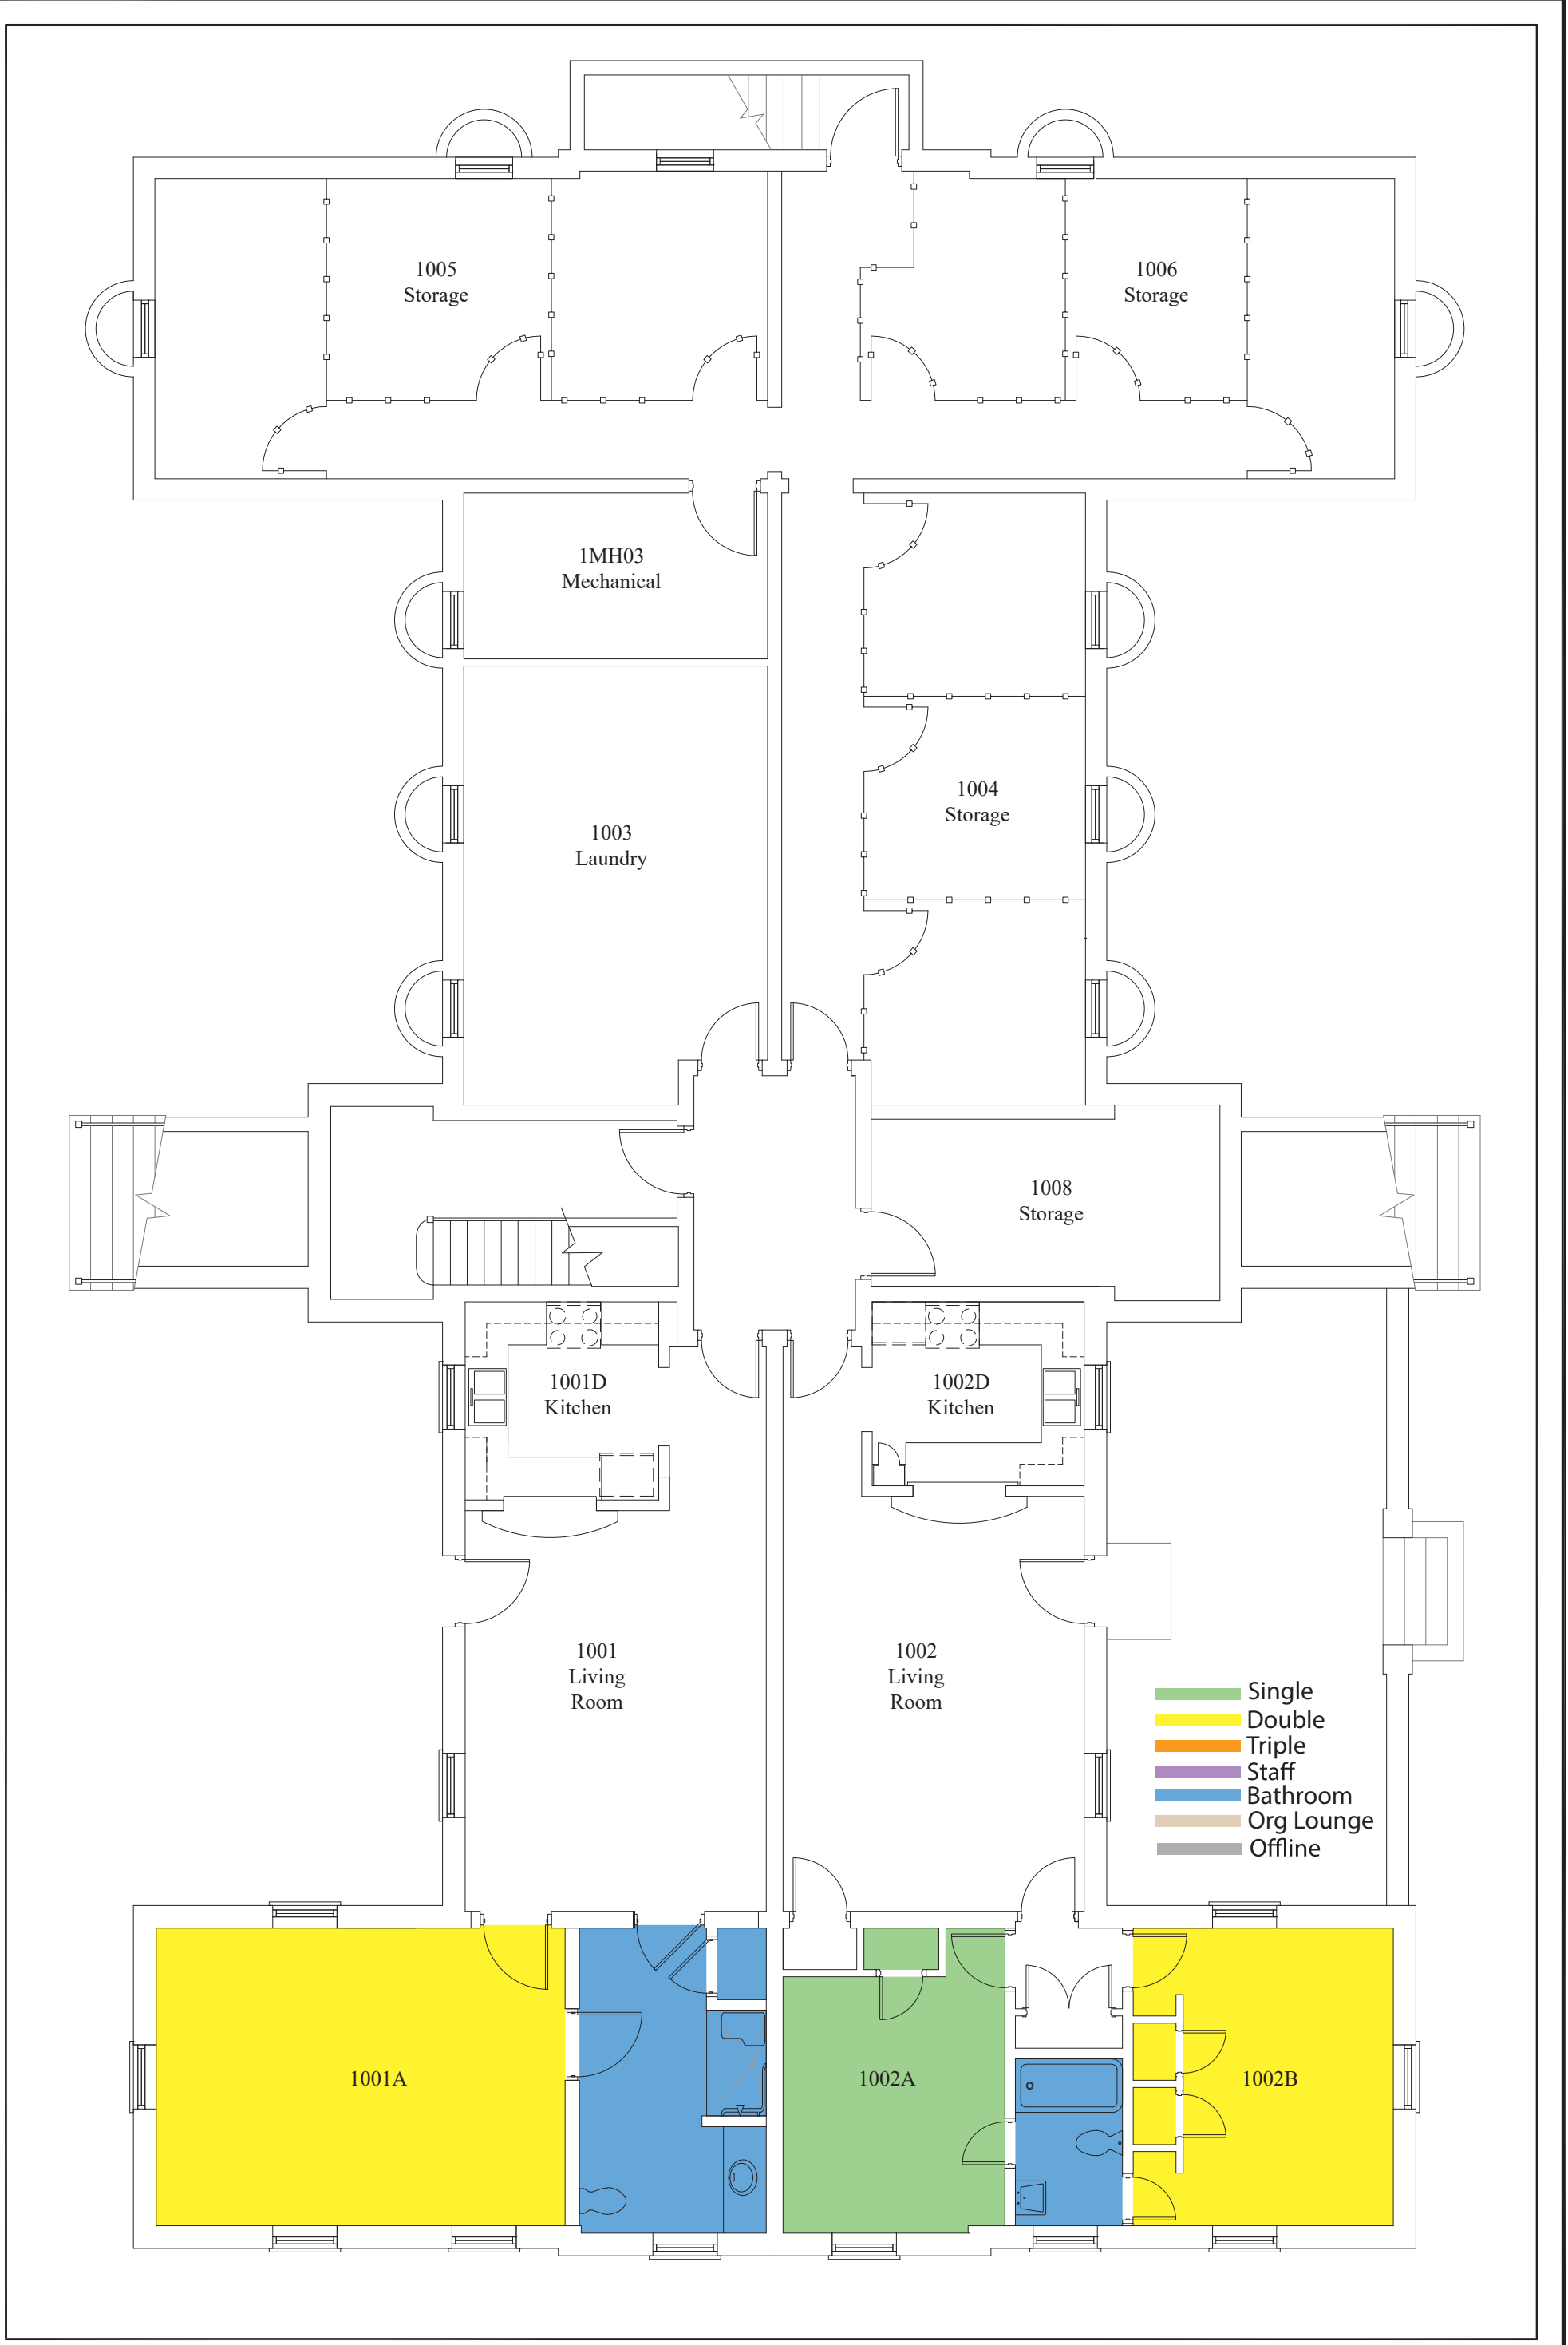 1005
Storage
1006
Storage
1MH03
Mechanical
1004
Storage
1003
Laundry
1008
Storage
1001D
Kitchen
1002D
Kitchen
1001
Living
Room
1002
Living
Room
Single
Double
Triple
Staff
Bathroom
Org Lounge
Offline
1001A
1002A
1002B